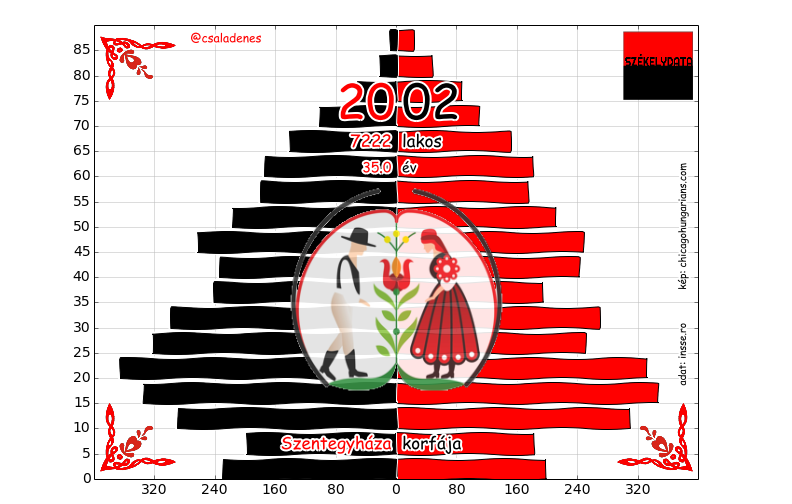 @csaladenes
SZÉKELYDATA
2002
7222 lakos
35.0 év
kép: chicagohungarians.com
adat: insse.ro
Szentegyháza korfája
85
80
75
70
65
60
55
50
45
40
35
30
25
20
15
10
5
0
320 240 160 80 0 80 160 240 320